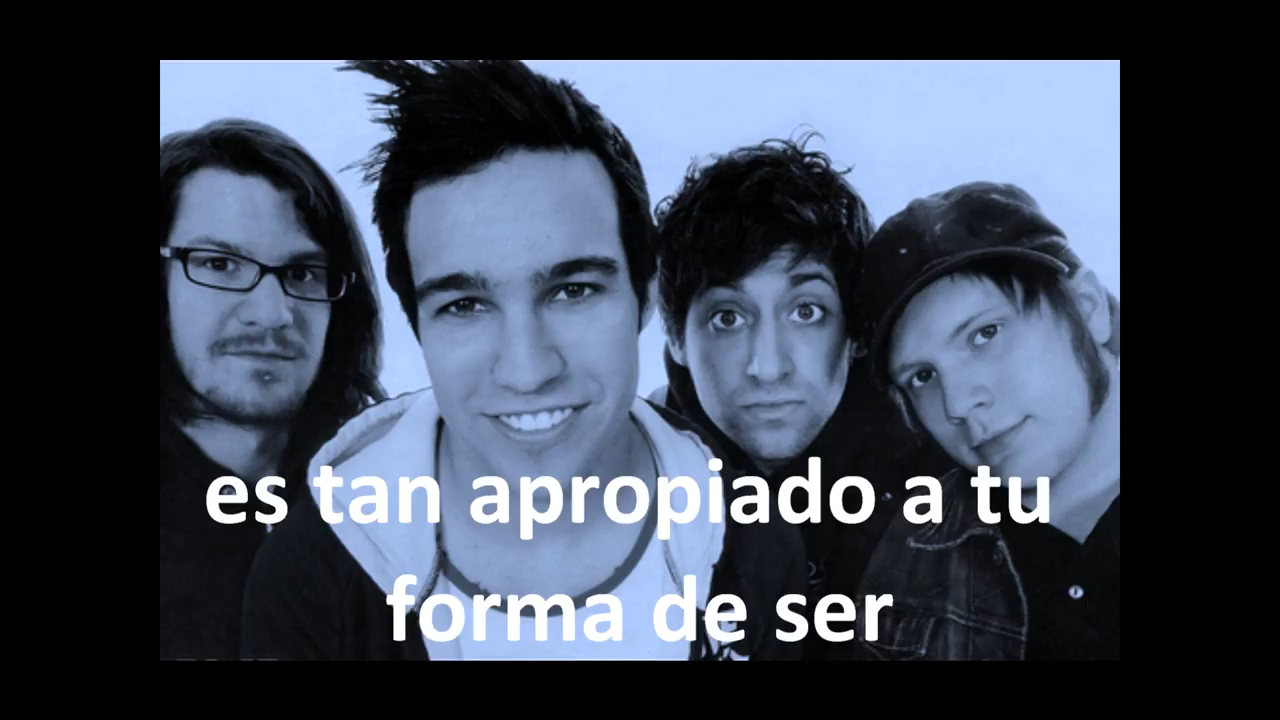 es tan apropiado a tu
forma de ser